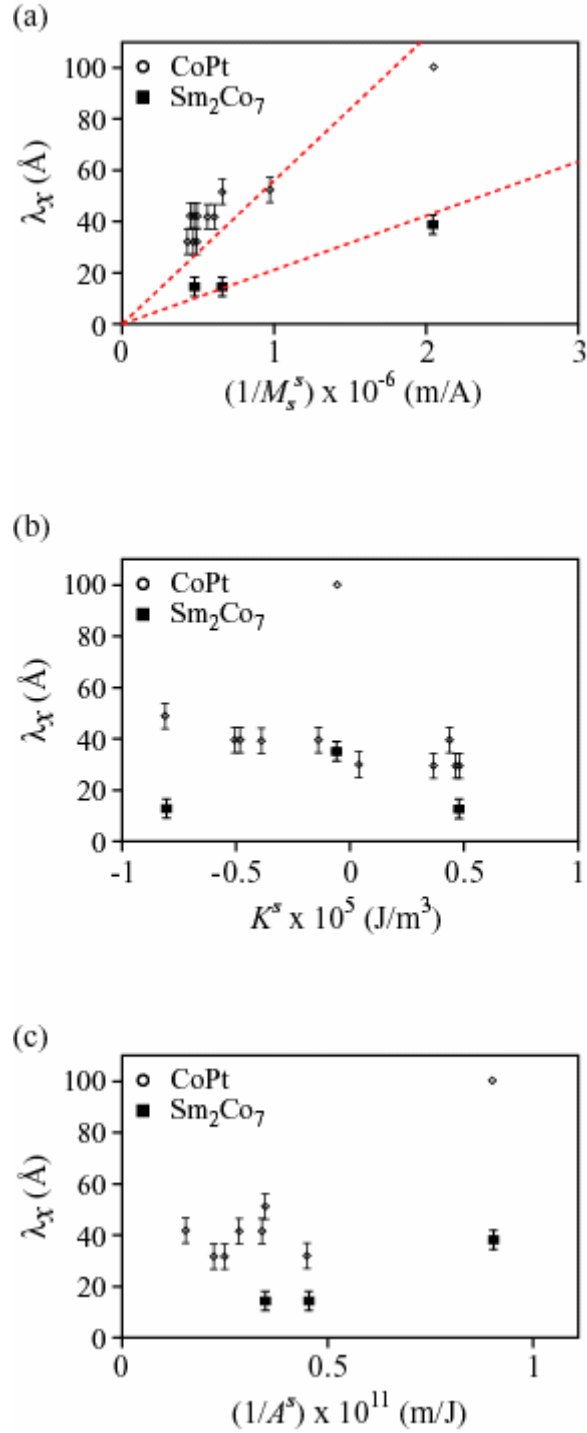 (a)
100
80
60
40
20
0
λχ (Å)
CoPt
Sm₂Co₇
0 1 2 3
(1/Mₛˢ) x 10⁻⁶ (m/A)
(b)
100
80
60
40
20
0
λχ (Å)
CoPt
Sm₂Co₇
-1 -0.5 0 0.5 1
Kˢ x 10⁵ (J/m³)
(c)
100
80
60
40
20
0
λχ (Å)
CoPt
Sm₂Co₇
0 0.5 1
(1/Aˢ) x 10¹¹ (m/J)